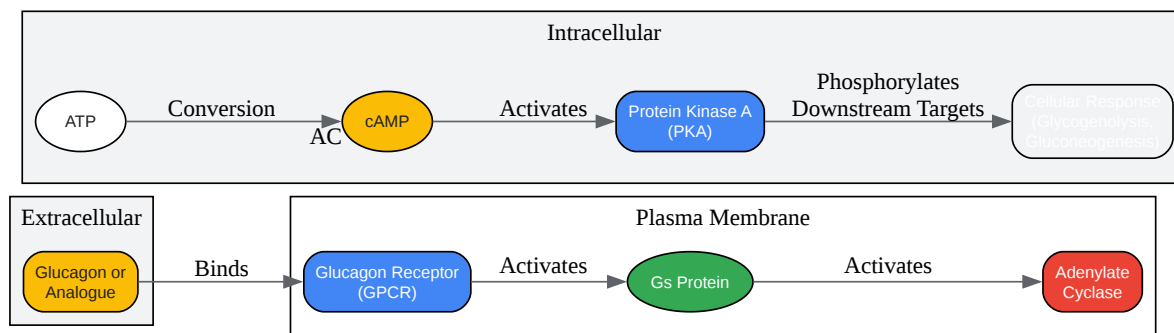 Intracellular
ATP
Conversion
AC
cAMP
Activates
Protein Kinase A
(PKA)
Phosphorylates
Downstream Targets
Cellular Response
(Glycogenolysis,
Gluconeogenesis)
Extracellular
Glucagon or
Analogue
Binds
Plasma Membrane
Glucagon Receptor
(GPCR)
Activates
Gs Protein
Activates
Adenylate
Cyclase